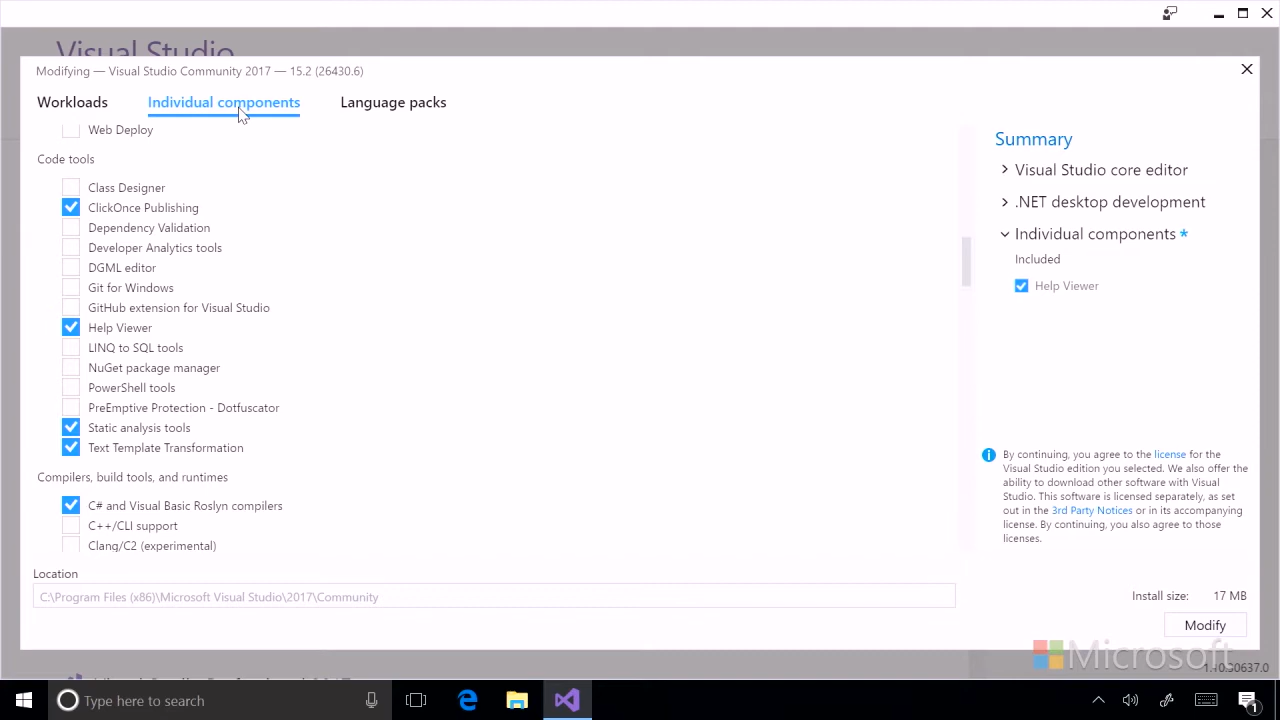 Visual Studio
Modifying — Visual Studio Community 2017 — 15.2 (26430.6)
Workloads
Individual components
Language packs
Web Deploy
Code tools
Class Designer
ClickOnce Publishing
Dependency Validation
Developer Analytics tools
DGML editor
Git for Windows
GitHub extension for Visual Studio
Help Viewer
LINQ to SQL tools
NuGet package manager
PowerShell tools
PreEmptive Protection - Dotfuscator
Static analysis tools
Text Template Transformation
Compilers, build tools, and runtimes
C# and Visual Basic Roslyn compilers
C++/CLI support
Clang/C2 (experimental)
Location
C:\Program Files (x86)\Microsoft Visual Studio\2017\Community
Summary
Visual Studio core editor
.NET desktop development
Individual components *
Included
Help Viewer
By continuing, you agree to the license for the
Visual Studio edition you selected. We also offer the
ability to download other software with Visual
Studio. This software is licensed separately, as set
out in the 3rd Party Notices or in its accompanying
license. By continuing, you also agree to those
licenses.
Install size: 17 MB
Modify
Microsoft
Type here to search
1